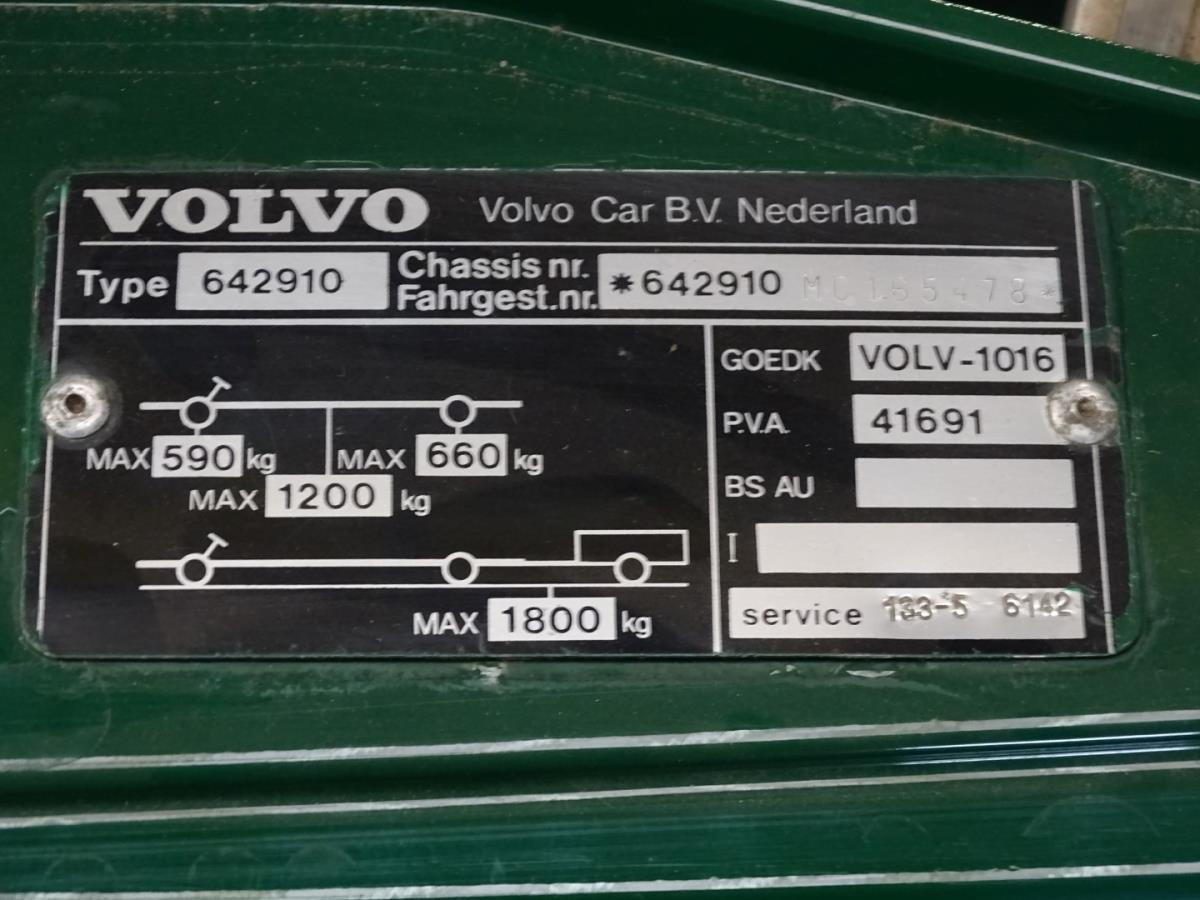 VOLVO Volvo Car B.V. Nederland
Type 642910 Chassis nr. Fahrgest.nr. *642910 MC165478*
GOEDK VOLV-1016
P.V.A. 41691
MAX 590 kg MAX 660 kg
MAX 1200 kg
BS AU
I
MAX 1800 kg
service 133-5 6142